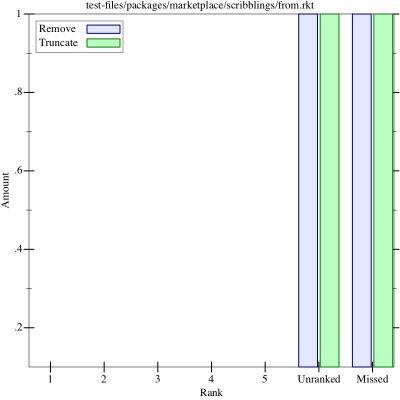 test-files/packages/marketplace/scribblings/from.rkt
Remove
Truncate
1
.8
.6
.4
.2
Amount
1 2 3 4 5 Unranked Missed
Rank